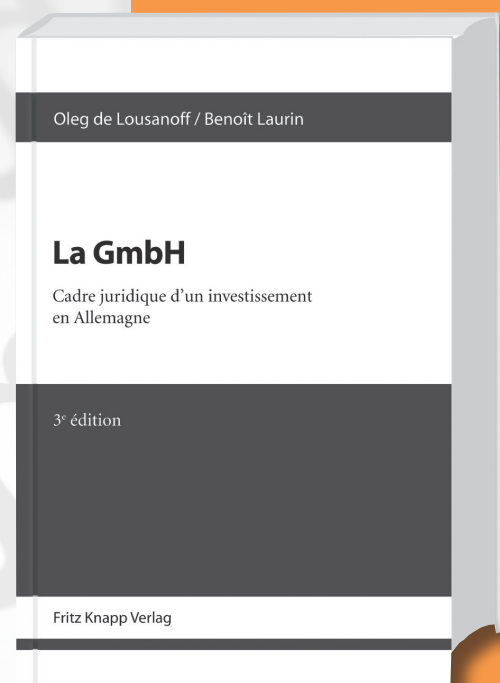 Oleg de Lousanoff / Benoît Laurin
La GmbH
Cadre juridique d’un investissement
en Allemagne
3e édition
Fritz Knapp Verlag